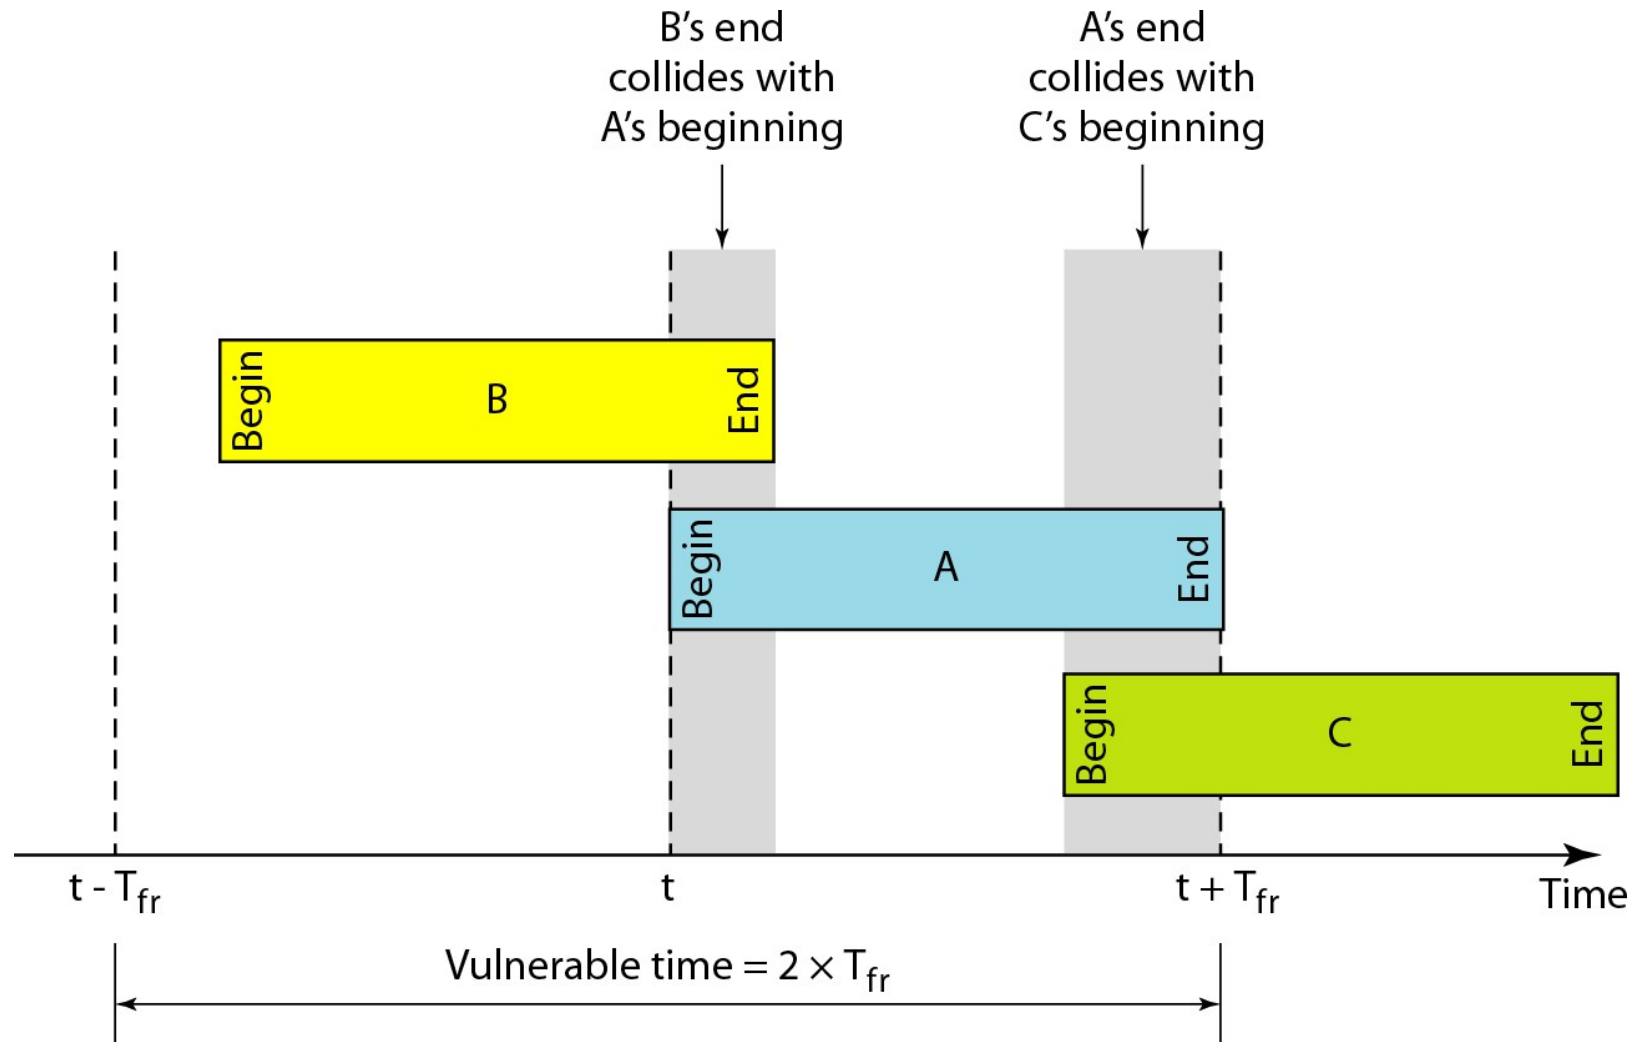 B's end
collides with
A's beginning
A's end
collides with
C's beginning
Begin
B
End
Begin
A
End
Begin
C
End
t - Tfr
t
t + Tfr
Time
Vulnerable time = 2 × Tfr